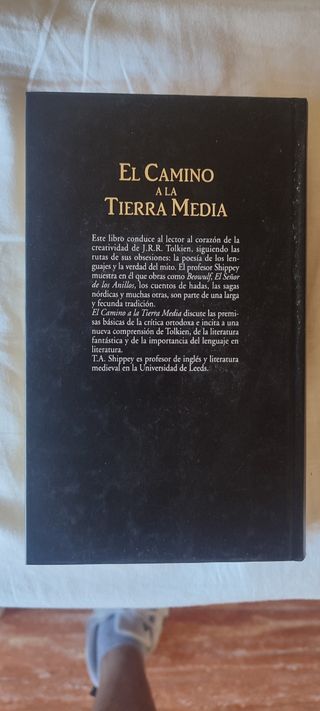 EL CAMINO
A LA
TIERRA MEDIA
Este libro conduce al lector al corazón de la
creatividad de J.R.R. Tolkien, siguiendo las
rutas de sus obsesiones: la poesía de los len-
guajes y la verdad del mito. El profesor Shippey
muestra en él que obras como Beowulf, El Señor
de los Anillos, los cuentos de hadas, las sagas
nórdicas y muchas otras, son parte de una larga
y fecunda tradición.
El Camino a la Tierra Media discute las premi-
sas básicas de la crítica ortodoxa e incita a una
nueva comprensión de Tolkien, de la literatura
fantástica y de la importancia del lenguaje en
literatura.
T.A. Shippey es profesor de inglés y literatura
medieval en la Universidad de Leeds.